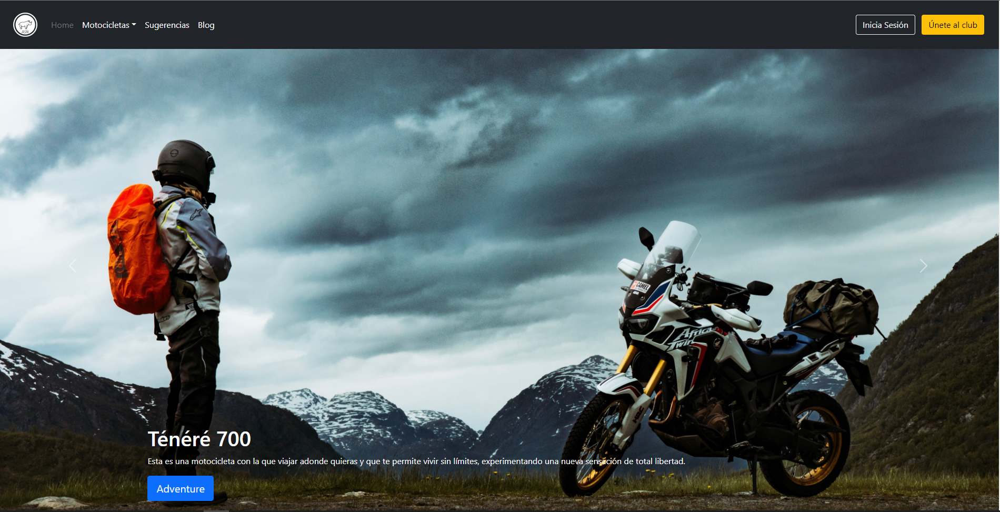 ASN
Home
Motocicletas
Sugerencias
Blog
Inicia Sesión
Únete al club
CAMEL
Africa
Twin
HRC
Ténéré 700
Esta es una motocicleta con la que viajar adonde quieras y que te permite vivir sin límites, experimentando una nueva sensación de total libertad.
Adventure